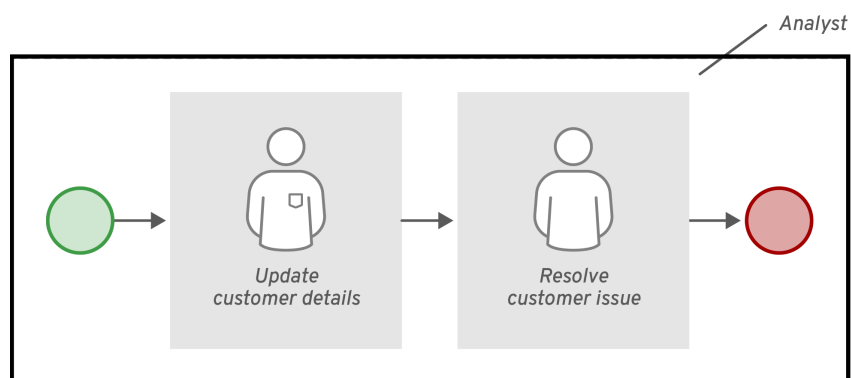 Analyst
Update
customer details
Resolve
customer issue